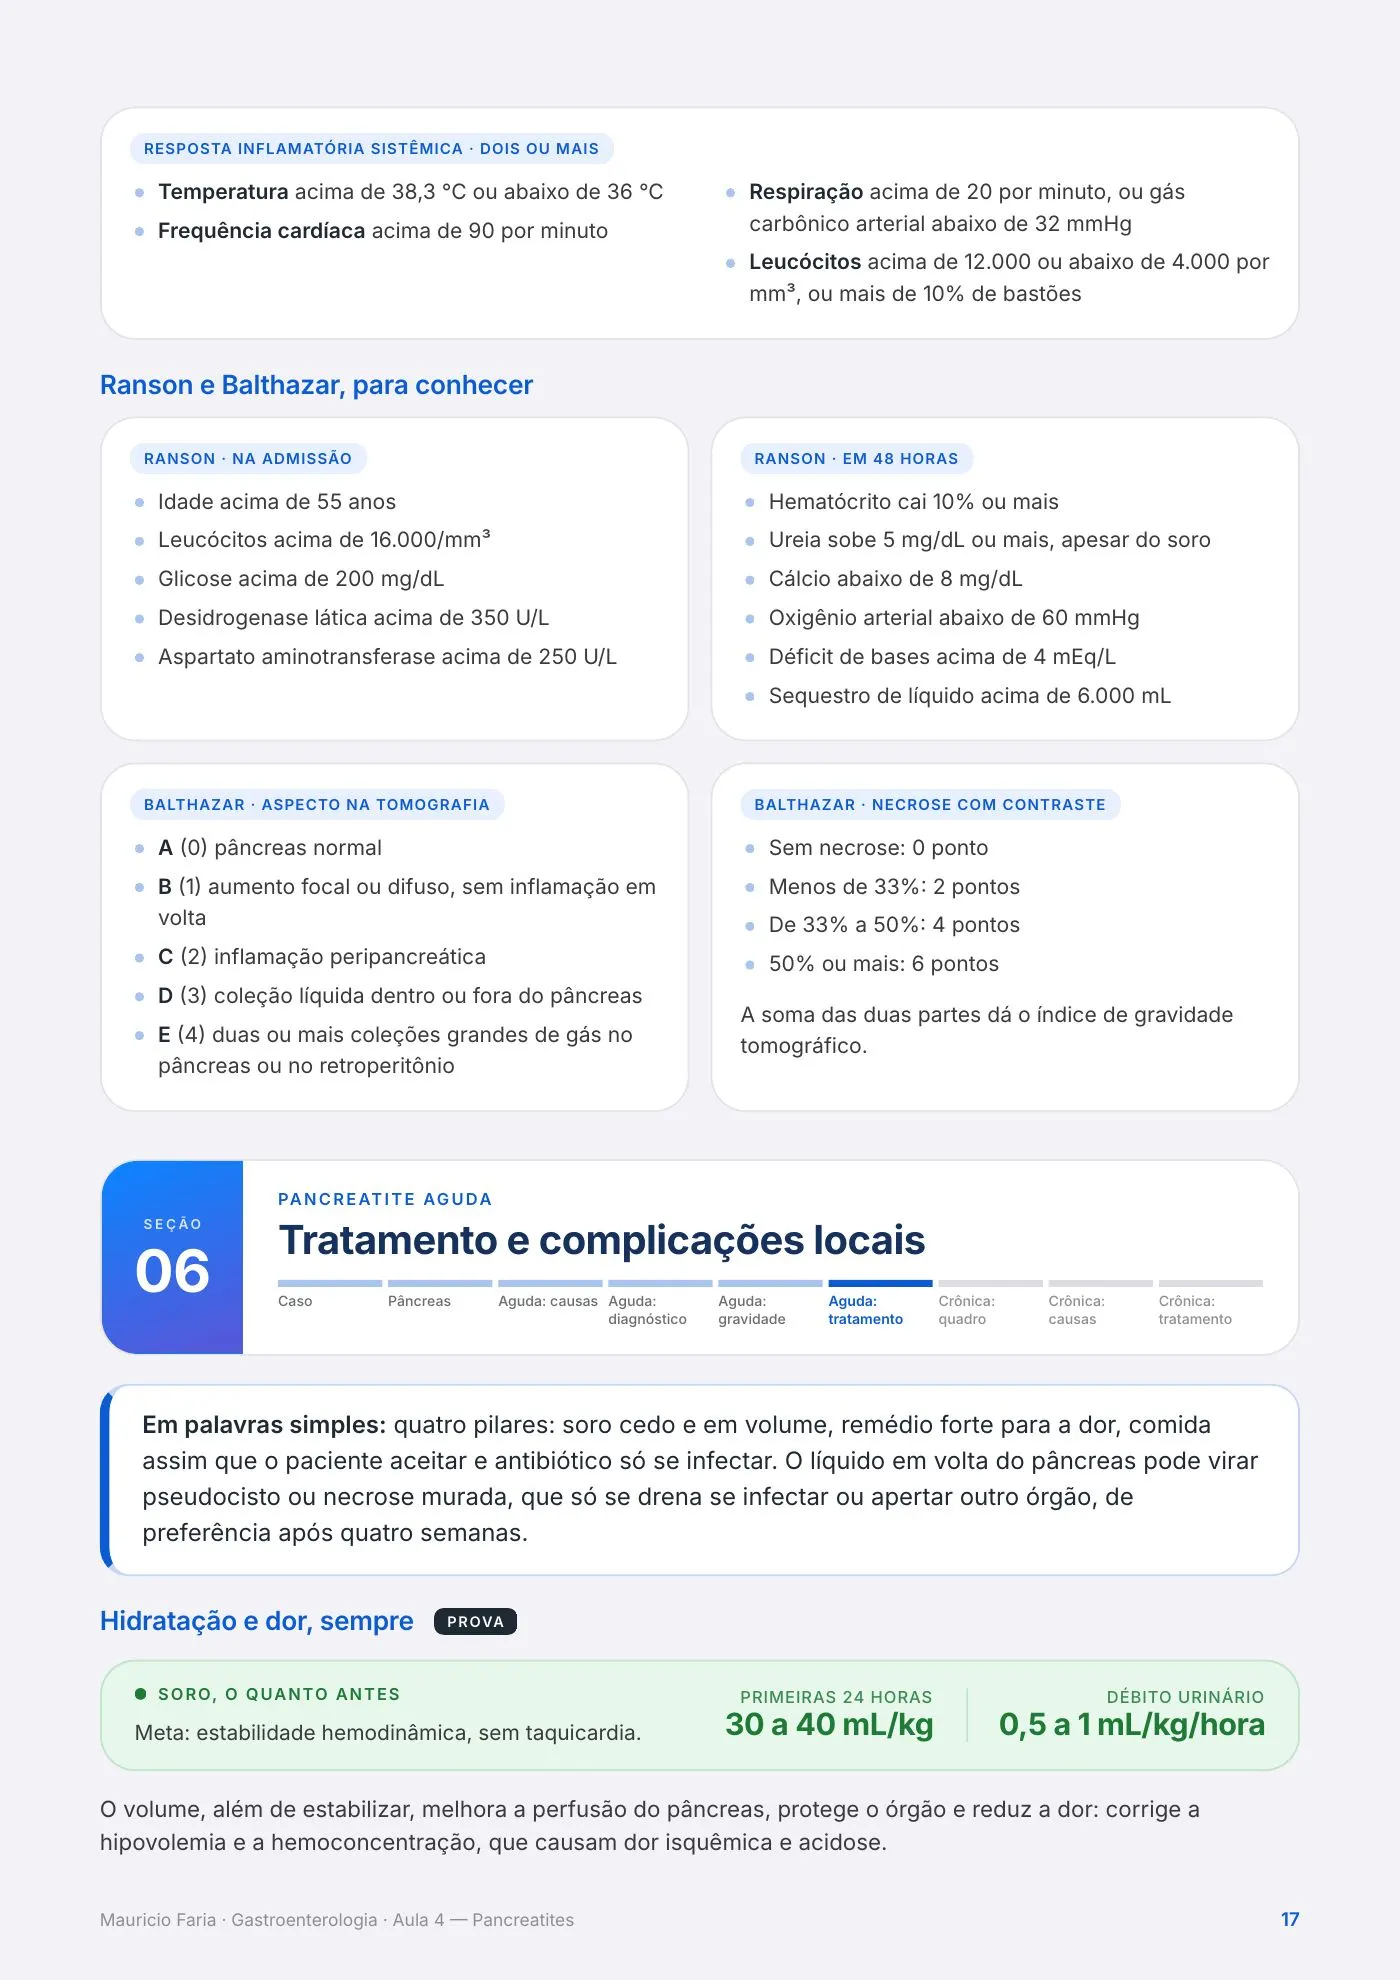 RESPOSTA INFLAMATÓRIA SISTÊMICA · DOIS OU MAIS
Temperatura acima de 38,3 °C ou abaixo de 36 °C
Frequência cardíaca acima de 90 por minuto
Respiração acima de 20 por minuto, ou gás
carbônico arterial abaixo de 32 mmHg
Leucócitos acima de 12.000 ou abaixo de 4.000 por
mm³, ou mais de 10% de bastões
Ranson e Balthazar, para conhecer
RANSON · NA ADMISSÃO
Idade acima de 55 anos
Leucócitos acima de 16.000/mm³
Glicose acima de 200 mg/dL
Desidrogenase lática acima de 350 U/L
Aspartato aminotransferase acima de 250 U/L
RANSON · EM 48 HORAS
Hematócrito cai 10% ou mais
Ureia sobe 5 mg/dL ou mais, apesar do soro
Cálcio abaixo de 8 mg/dL
Oxigênio arterial abaixo de 60 mmHg
Déficit de bases acima de 4 mEq/L
Sequestro de líquido acima de 6.000 mL
BALTHAZAR · ASPECTO NA TOMOGRAFIA
A (0) pâncreas normal
B (1) aumento focal ou difuso, sem inflamação em
volta
C (2) inflamação peripancreática
D (3) coleção líquida dentro ou fora do pâncreas
E (4) duas ou mais coleções grandes de gás no
pâncreas ou no retroperitônio
BALTHAZAR · NECROSE COM CONTRASTE
Sem necrose: 0 ponto
Menos de 33%: 2 pontos
De 33% a 50%: 4 pontos
50% ou mais: 6 pontos
A soma das duas partes dá o índice de gravidade
tomográfico.
SEÇÃO
06
PANCREATITE AGUDA
Tratamento e complicações locais
Caso
Pâncreas
Aguda: causas
Aguda:
diagnóstico
Aguda:
gravidade
Aguda:
tratamento
Crônica:
quadro
Crônica:
causas
Crônica:
tratamento
Em palavras simples: quatro pilares: soro cedo e em volume, remédio forte para a dor, comida
assim que o paciente aceitar e antibiótico só se infectar. O líquido em volta do pâncreas pode virar
pseudocisto ou necrose murada, que só se drena se infectar ou apertar outro órgão, de
preferência após quatro semanas.
Hidratação e dor, sempre PROVA
SORO, O QUANTO ANTES
Meta: estabilidade hemodinâmica, sem taquicardia.
PRIMEIRAS 24 HORAS
30 a 40 mL/kg
DÉBITO URINÁRIO
0,5 a 1 mL/kg/hora
O volume, além de estabilizar, melhora a perfusão do pâncreas, protege o órgão e reduz a dor: corrige a
hipovolemia e a hemoconcentração, que causam dor isquêmica e acidose.
Mauricio Faria · Gastroenterologia · Aula 4 — Pancreatites
17